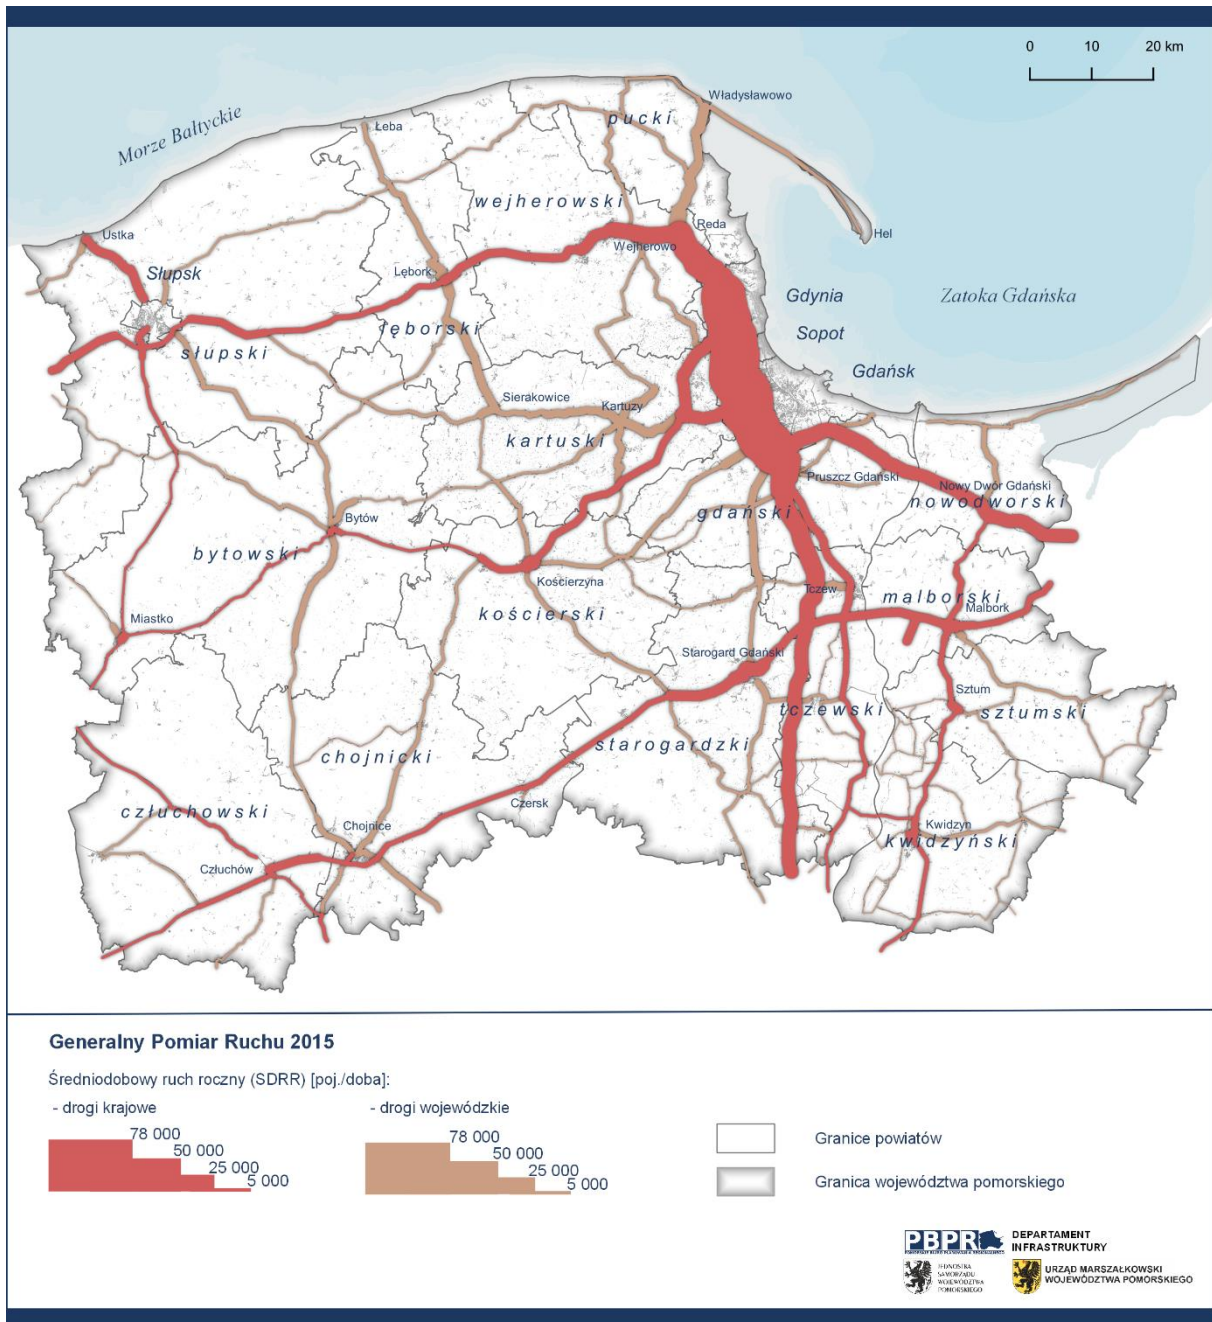 0 10 20 km
Władysławowo
Morze Bałtyckie
Łeba
pucki
wejherowski
Ustka
Reda
Hel
Wejherowo
Słupsk
Lębork
Gdynia
Zatoka Gdańska
lęborski
Sopot
słupski
Gdańsk
Sierakowice
Kartuzy
kartuski
Pruszcz Gdański
Nowy Dwór Gdański
nowodworski
gdański
Bytów
bytowski
Kościerzyna
Tczew
malborski
Malbork
kościerski
Miastko
Starogard Gdański
Sztum
tczewski
sztumski
starogardzki
chojnicki
Czersk
człuchowski
Chojnice
Kwidzyn
kwidzyński
Człuchów
Generalny Pomiar Ruchu 2015
Średniodobowy ruch roczny (SDRR) [poj./doba]:
- drogi krajowe
78 000
50 000
25 000
5 000
- drogi wojewódzkie
78 000
50 000
25 000
5 000
Granice powiatów
Granica województwa pomorskiego
PBPR
DEPARTAMENT
INFRASTRUKTURY
JEDNOSTKA
SAMORZĄDU
WOJEWÓDZTWA
POMORSKIEGO
URZĄD MARSZAŁKOWSKI
WOJEWÓDZTWA POMORSKIEGO